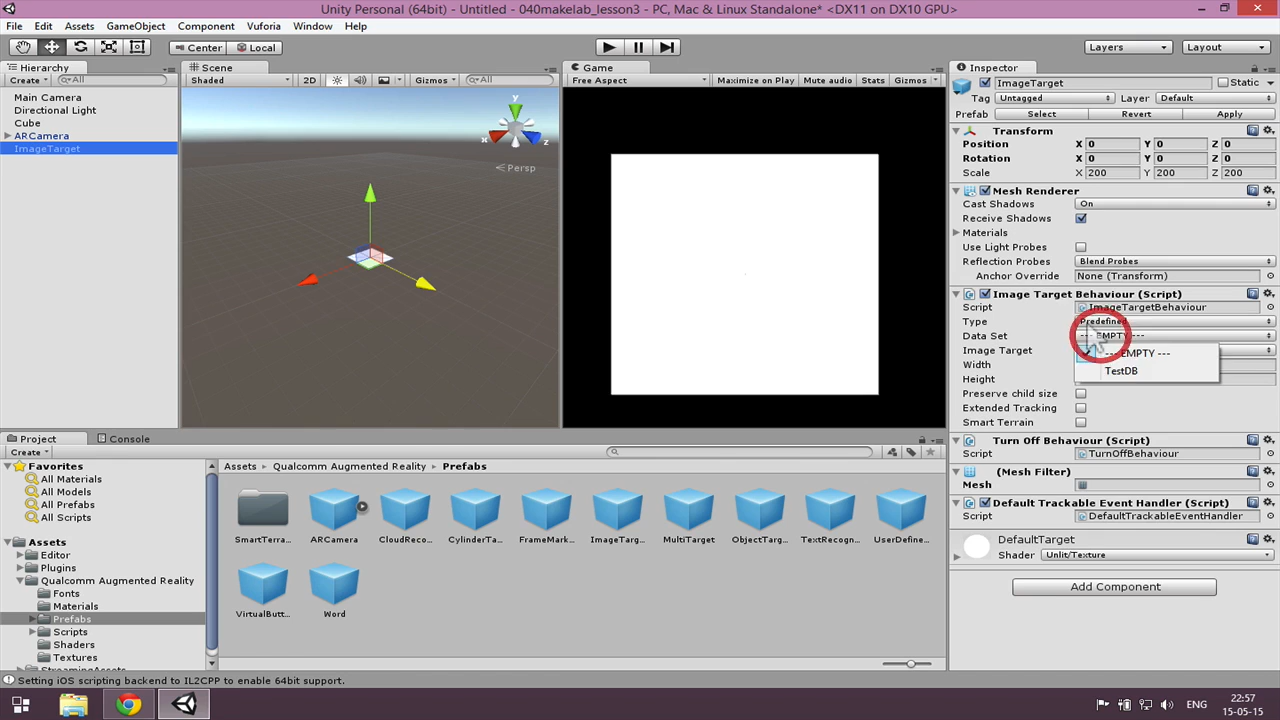 Unity Personal (64bit) - Untitled - 040makelab_lesson3 - PC, Mac & Linux Standalone* <DX11 on DX10 GPU>
File Edit Assets GameObject Component Vuforia Window Help
Center Local Layers Layout
Hierarchy
Create All
Main Camera
Directional Light
Cube
ARCamera
ImageTarget
Scene
Shaded 2D Gizmos All
y
x
z
Persp
Game
Free Aspect Maximize on Play Mute audio Stats Gizmos
Inspector
ImageTarget Static
Tag Untagged Layer Default
Prefab Select Revert Apply
Transform
Position X 0 Y 0 Z 0
Rotation X 0 Y 0 Z 0
Scale X 200 Y 200 Z 200
Mesh Renderer
Cast Shadows On
Receive Shadows
Materials
Use Light Probes
Reflection Probes Blend Probes
Anchor Override None (Transform)
Image Target Behaviour (Script)
Script ImageTargetBehaviour
Type Predefined
Data Set --- EMPTY ---
Image Target
--- EMPTY ---
TestDB
Width
Height
Preserve child size
Extended Tracking
Smart Terrain
Turn Off Behaviour (Script)
Script TurnOffBehaviour
(Mesh Filter)
Mesh
Default Trackable Event Handler (Script)
Script DefaultTrackableEventHandler
DefaultTarget
Shader Unlit/Texture
Add Component
Project Console
Create
Favorites
All Materials
All Models
All Prefabs
All Scripts
Assets
Editor
Plugins
Qualcomm Augmented Reality
Fonts
Materials
Prefabs
Scripts
Shaders
Textures
StreamingAssets
Assets Qualcomm Augmented Reality Prefabs
SmartTerra... ARCamera CloudReco... CylinderTa... FrameMark... ImageTarg... MultiTarget ObjectTarg... TextRecogn... UserDefine...
VirtualButt... Word
Setting iOS scripting backend to IL2CPP to enable 64bit support.
ENG
22:57
15-05-15